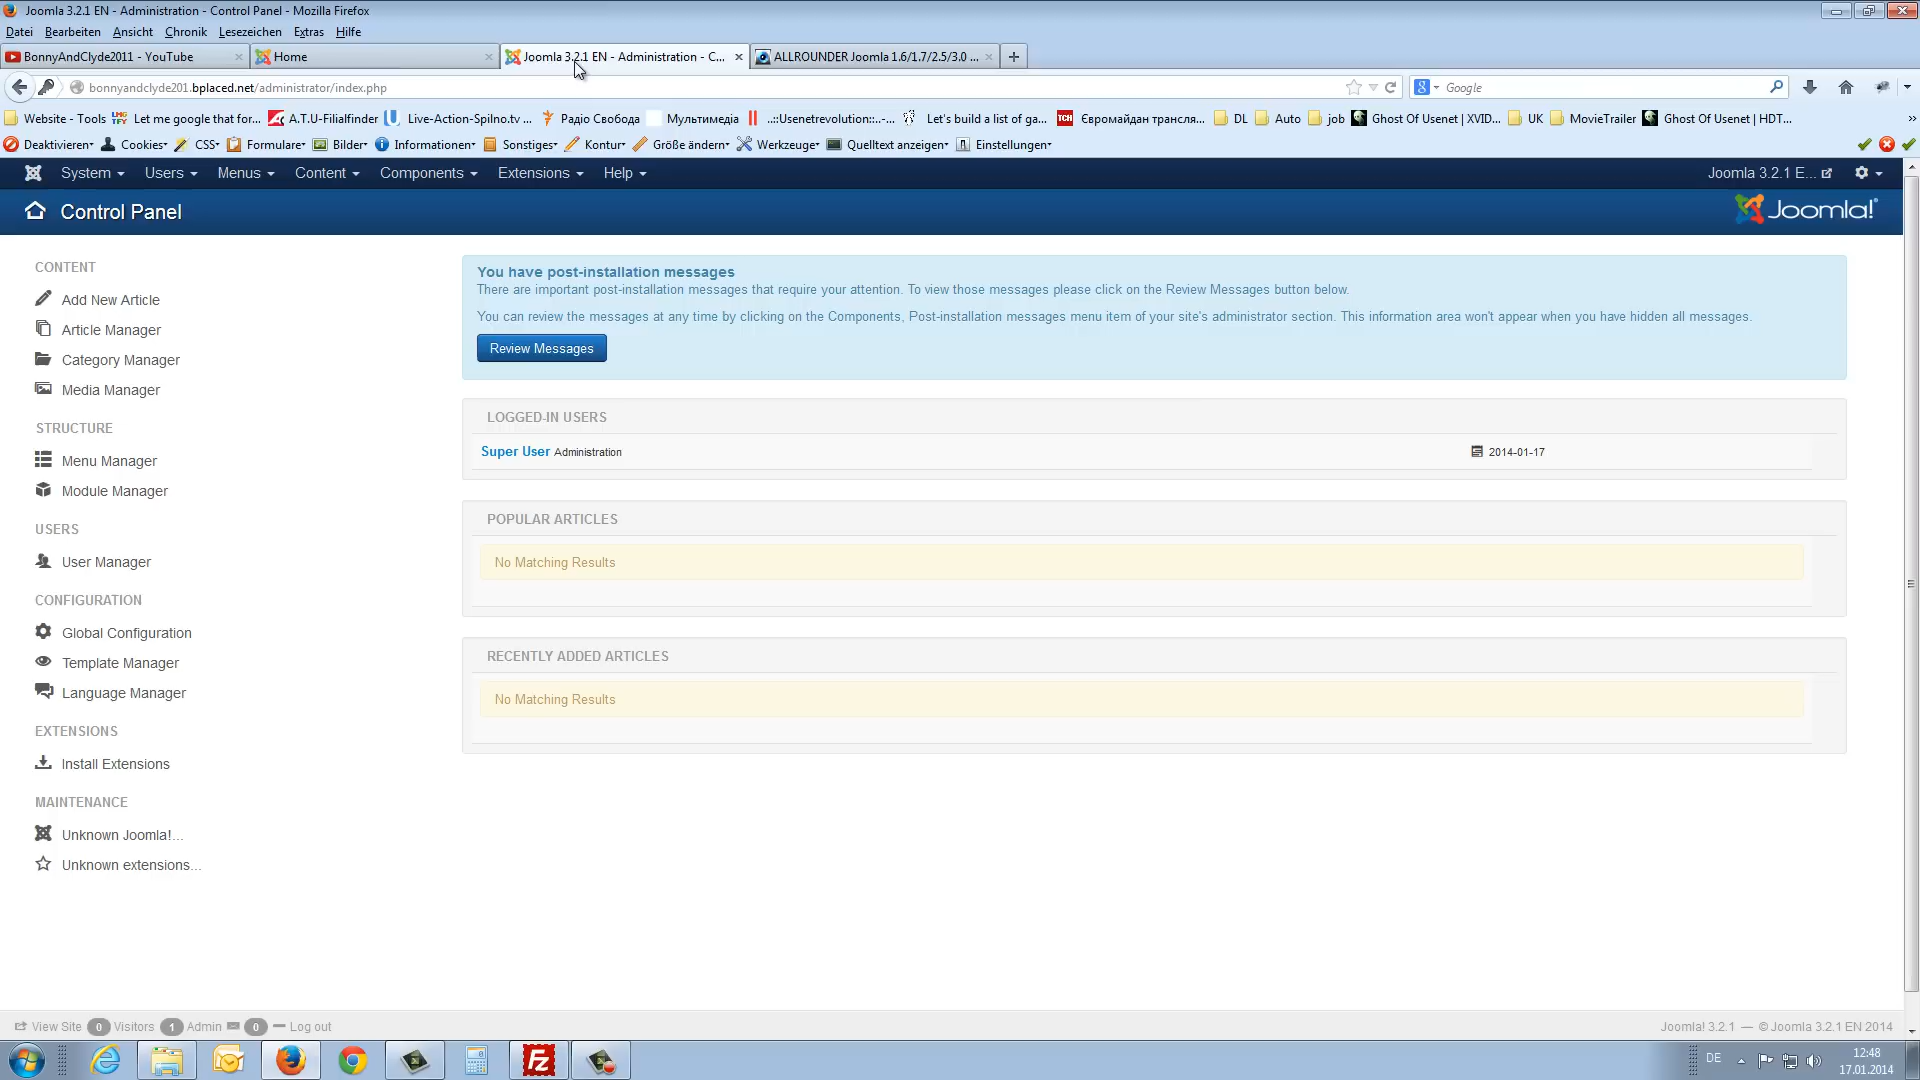 Joomla 3.2.1 EN - Administration - Control Panel - Mozilla Firefox
Datei Bearbeiten Ansicht Chronik Lesezeichen Extras Hilfe
BonnyAndClyde2011 - YouTube Home Joomla 3.2.1 EN - Administration - C... ALLROUNDER Joomla 1.6/1.7/2.5/3.0 ...
bonnyandclyde201.bplaced.net/administrator/index.php Google
Website - Tools Let me google that for... A.T.U-Filialfinder Live-Action-Spilno.tv ... Радіо Свобода Мультимедіа ..::Usenetrevolution::..-... Let's build a list of ga... Євромайдан трансля... DL Auto job Ghost Of Usenet | XVID... UK MovieTrailer Ghost Of Usenet | HDT...
Deaktivieren Cookies CSS Formulare Bilder Informationen Sonstiges Kontur Größe ändern Werkzeuge Quelltext anzeigen Einstellungen
System Users Menus Content Components Extensions Help Joomla 3.2.1 E...
Control Panel Joomla!
CONTENT
Add New Article
Article Manager
Category Manager
Media Manager
STRUCTURE
Menu Manager
Module Manager
USERS
User Manager
CONFIGURATION
Global Configuration
Template Manager
Language Manager
EXTENSIONS
Install Extensions
MAINTENANCE
Unknown Joomla!...
Unknown extensions...
You have post-installation messages
There are important post-installation messages that require your attention. To view those messages please click on the Review Messages button below.
You can review the messages at any time by clicking on the Components, Post-installation messages menu item of your site's administrator section. This information area won't appear when you have hidden all messages.
Review Messages
LOGGED-IN USERS
Super User Administration 2014-01-17
POPULAR ARTICLES
No Matching Results
RECENTLY ADDED ARTICLES
No Matching Results
View Site 0 Visitors 1 Admin 0 Log out Joomla! 3.2.1 — © Joomla 3.2.1 EN 2014
DE 12:48
17.01.2014